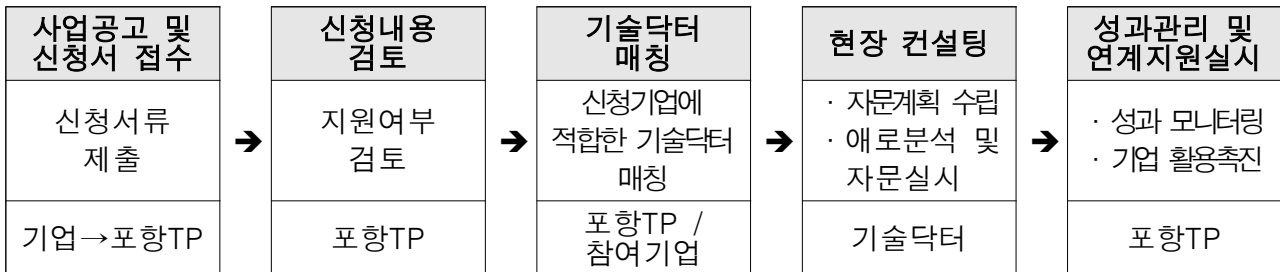 사업공고 및
신청서 접수
신청서류
제출
기업→포항TP
➔
신청내용
검토
지원여부
검토
포항TP
➔
기술닥터
매칭
신청기업에
적합한 기술닥터
매칭
포항TP /
참여기업
➔
현장 컨설팅
· 자문계획 수립
· 애로분석 및
자문실시
기술닥터
➔
성과관리 및
연계지원실시
· 성과 모니터링
· 기업 활용촉진
포항TP